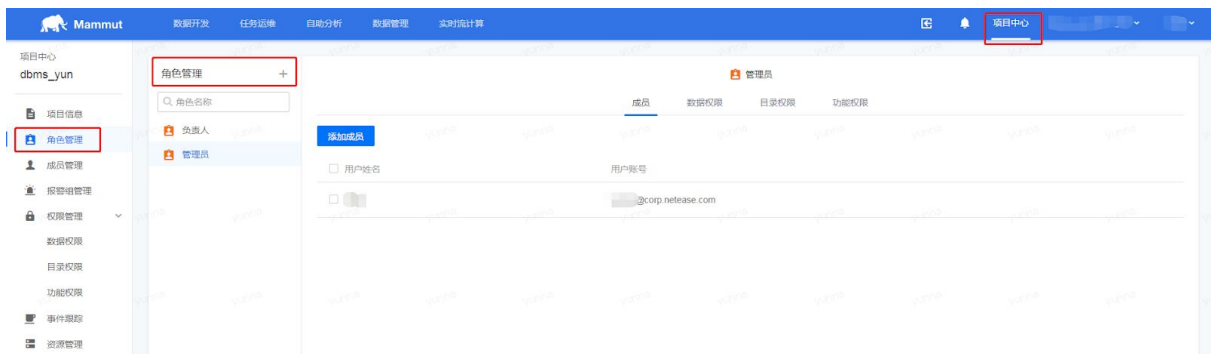 Mammut 数据开发 任务运维 自助分析 数据管理 实时流计算 项目中心
项目中心
dbms_yun
项目信息
角色管理
成员管理
报警组管理
权限管理
数据权限
目录权限
功能权限
事件跟踪
资源管理
角色管理 +
角色名称
负责人
管理员
管理员
成员 数据权限 目录权限 功能权限
添加成员
用户姓名 用户账号
@corp.netease.com